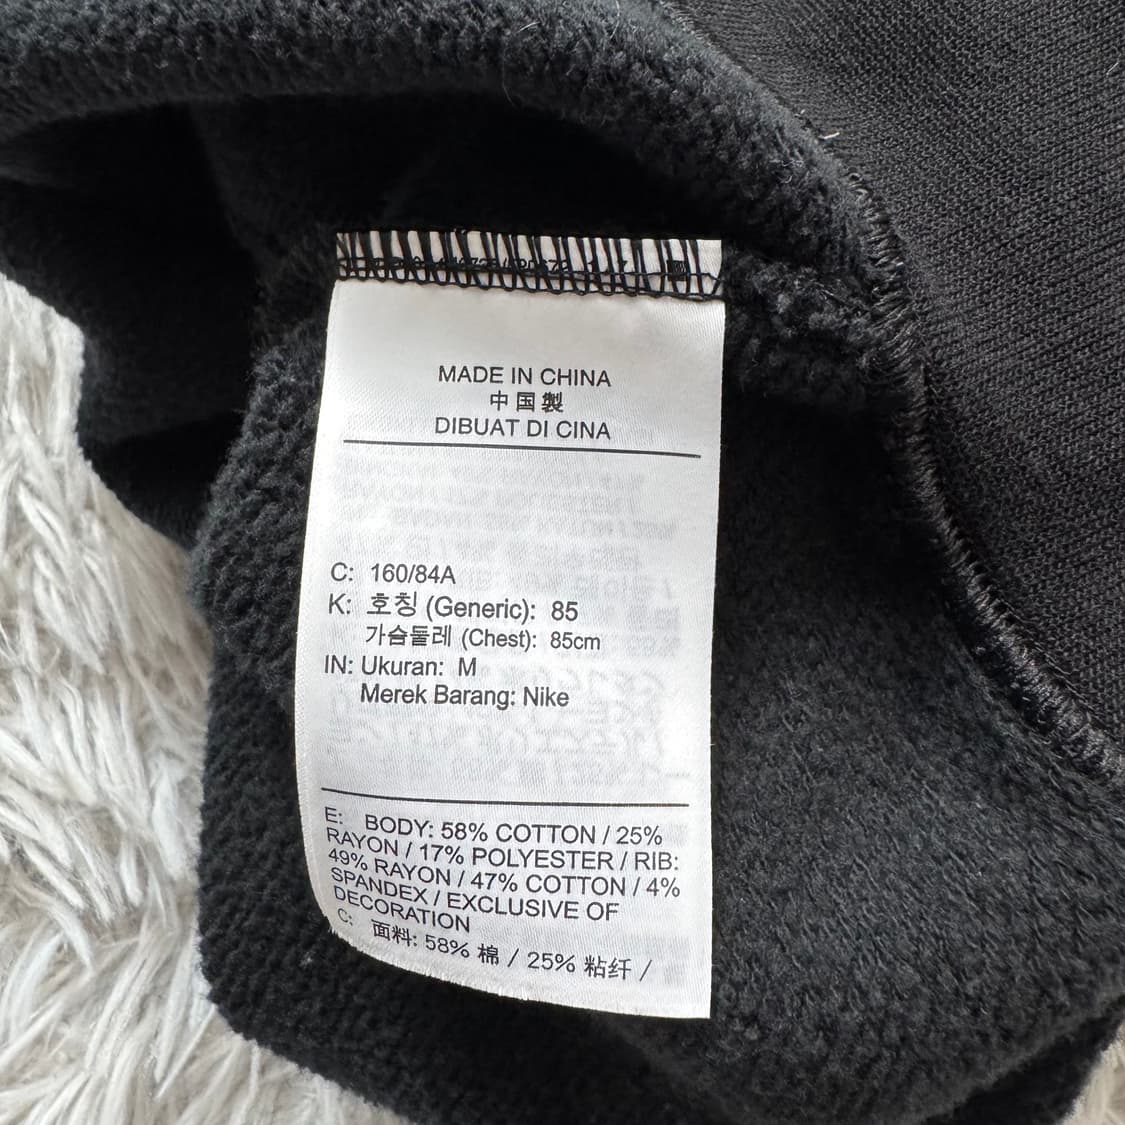 MADE IN CHINA
中国製
DIBUAT DI CINA
C: 160/84A
K: 호칭 (Generic): 85
가슴둘레 (Chest): 85cm
IN: Ukuran: M
Merek Barang: Nike
E: BODY: 58% COTTON / 25%
RAYON / 17% POLYESTER / RIB:
49% RAYON / 47% COTTON / 4%
SPANDEX / EXCLUSIVE OF
DECORATION
C: 面料: 58% 棉 / 25% 粘纤 /